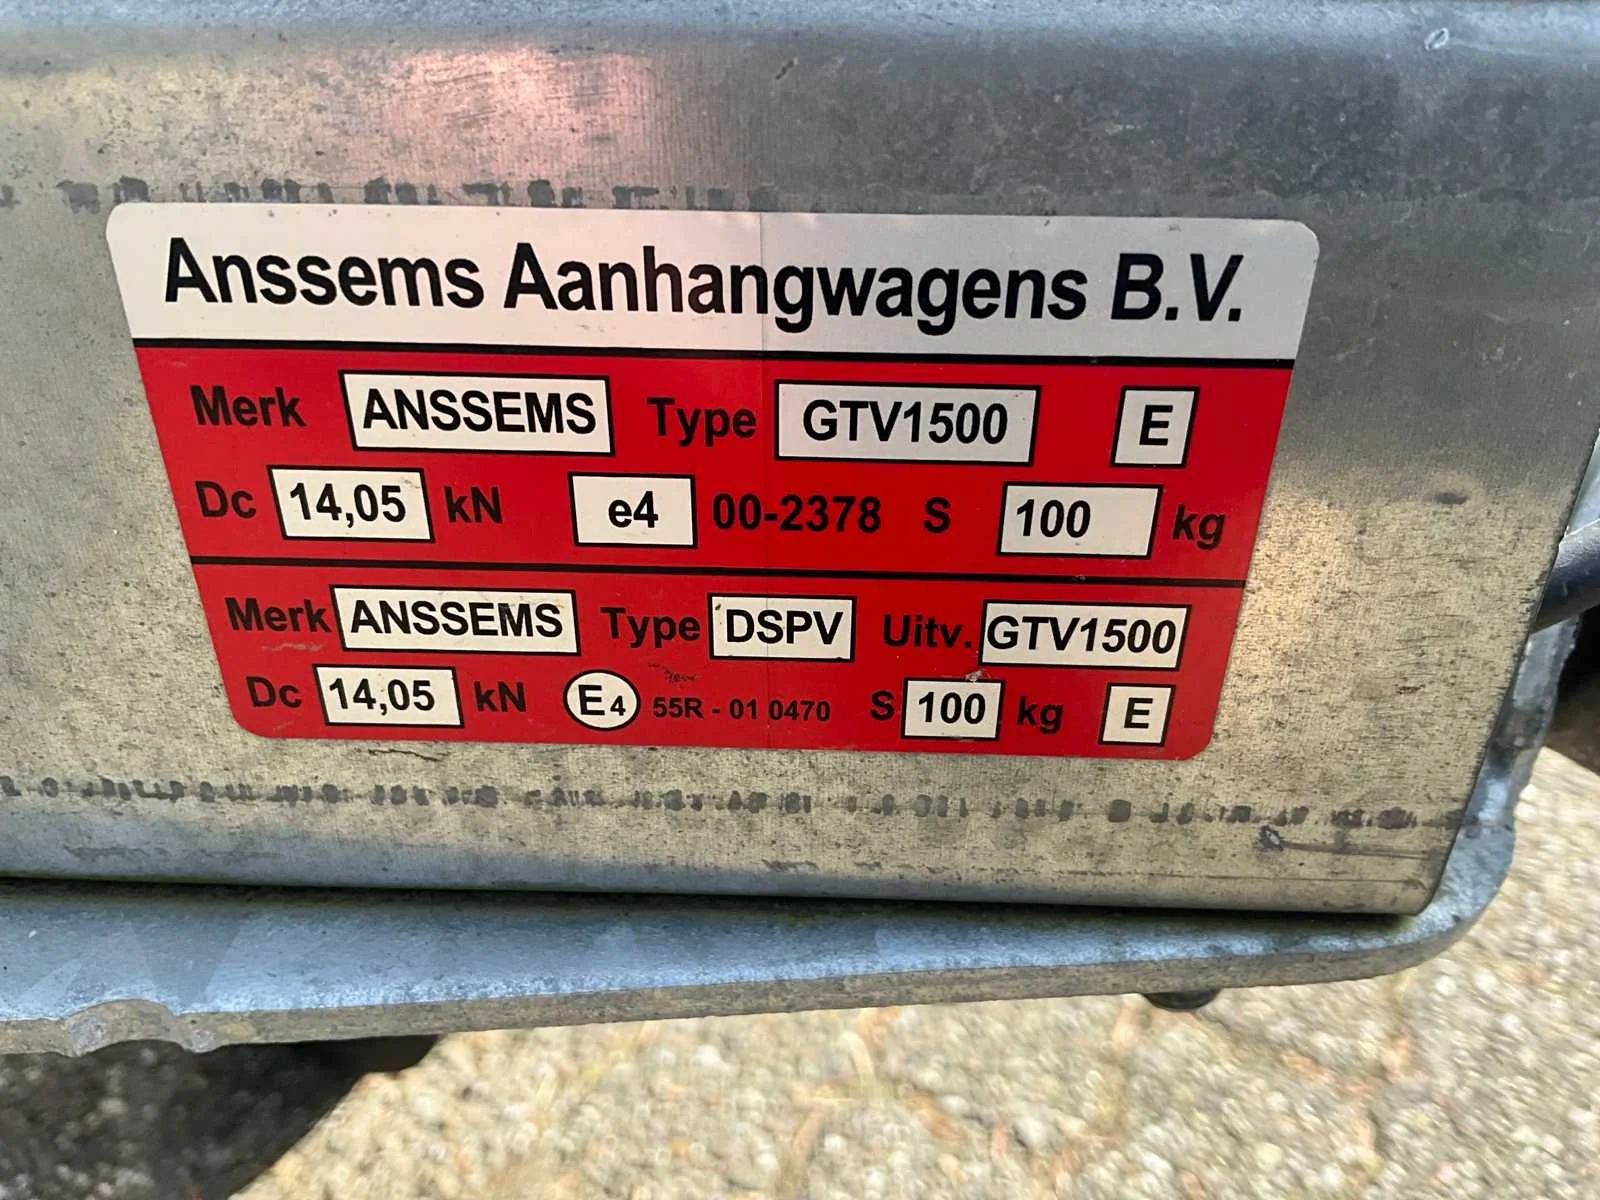 Anssems Aanhangwagens B.V.
Merk ANSSEMS Type GTV1500 E
Dc 14,05 kN e4 00-2378 S 100 kg
Merk ANSSEMS Type DSPV Uitv. GTV1500
Dc 14,05 kN E4 55R - 01 0470 S 100 kg E